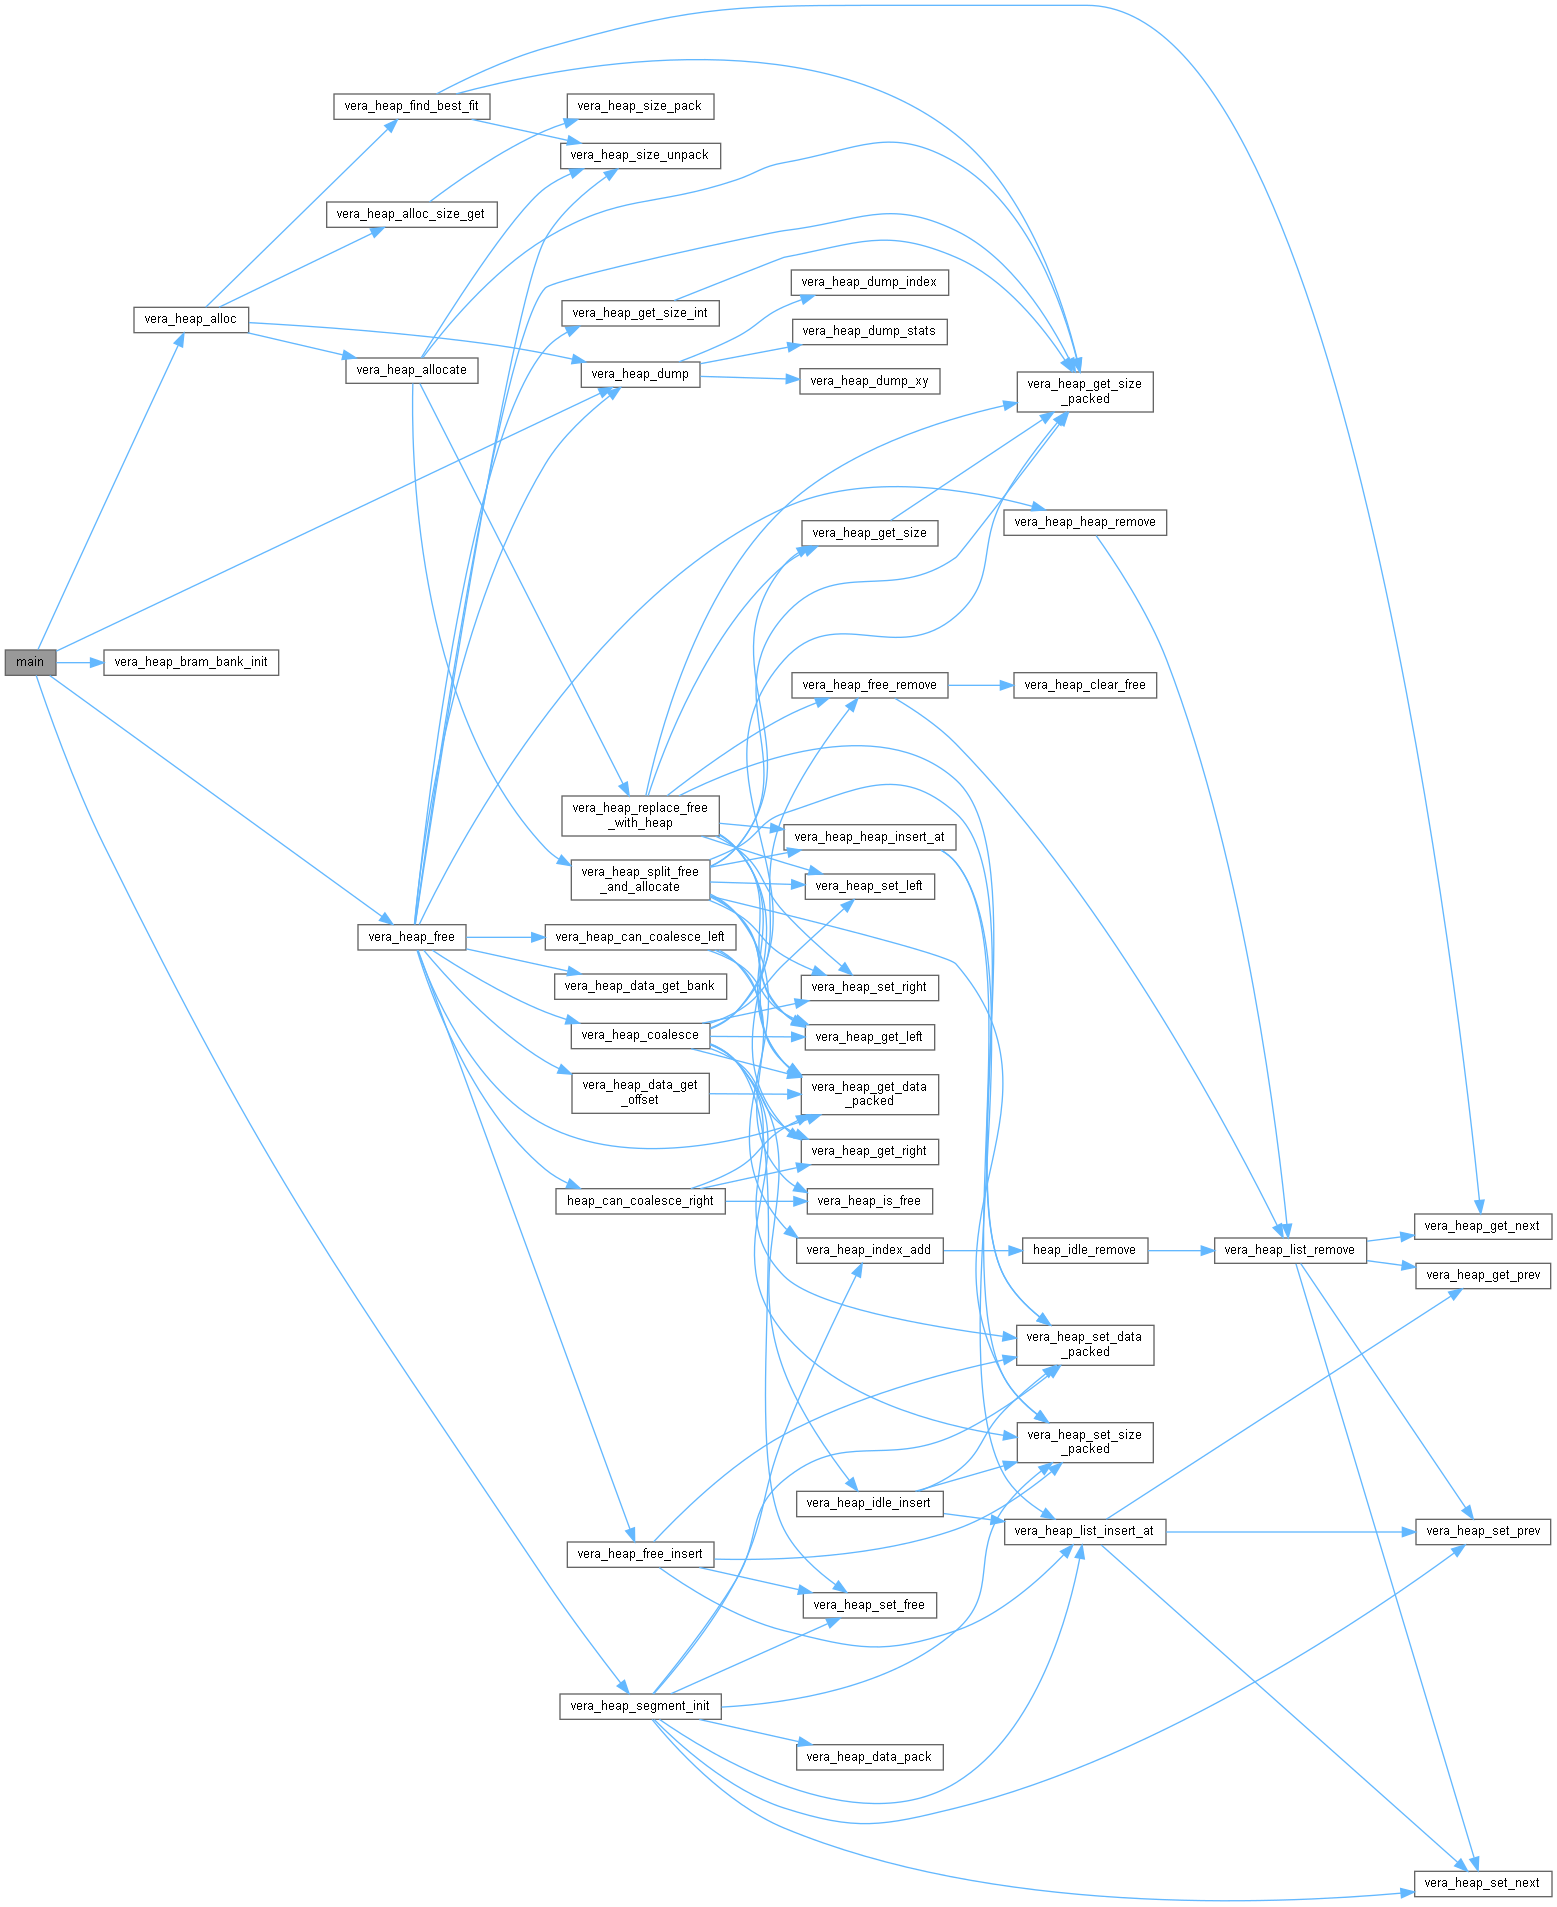 vera_heap_find_best_fit
vera_heap_size_pack
vera_heap_size_unpack
vera_heap_alloc_size_get
vera_heap_dump_index
vera_heap_get_size_int
vera_heap_alloc
vera_heap_dump_stats
vera_heap_allocate
vera_heap_dump
vera_heap_dump_xy
vera_heap_get_size
_packed
vera_heap_heap_remove
vera_heap_get_size
main
vera_heap_bram_bank_init
vera_heap_free_remove
vera_heap_clear_free
vera_heap_replace_free
_with_heap
vera_heap_heap_insert_at
vera_heap_split_free
_and_allocate
vera_heap_set_left
vera_heap_free
vera_heap_can_coalesce_left
vera_heap_data_get_bank
vera_heap_set_right
vera_heap_coalesce
vera_heap_get_left
vera_heap_data_get
_offset
vera_heap_get_data
_packed
vera_heap_get_right
heap_can_coalesce_right
vera_heap_is_free
vera_heap_get_next
vera_heap_index_add
heap_idle_remove
vera_heap_list_remove
vera_heap_get_prev
vera_heap_set_data
_packed
vera_heap_set_size
_packed
vera_heap_idle_insert
vera_heap_list_insert_at
vera_heap_set_prev
vera_heap_free_insert
vera_heap_set_free
vera_heap_segment_init
vera_heap_data_pack
vera_heap_set_next